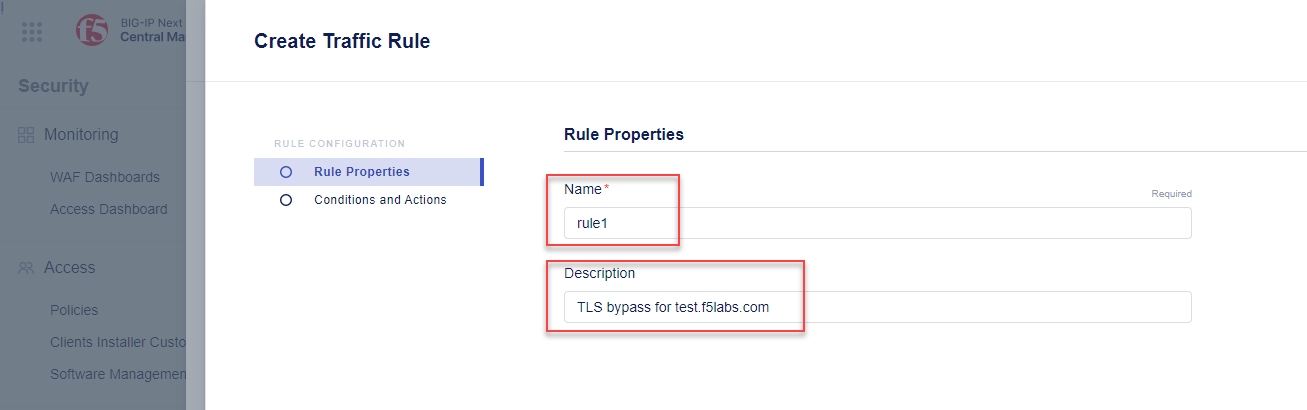 f5
BIG-IP Next
Central Ma
Security
Monitoring
WAF Dashboards
Access Dashboard
Access
Policies
Clients Installer Custo
Software Managemen
Create Traffic Rule
RULE CONFIGURATION
Rule Properties
Conditions and Actions
Rule Properties
Name*
Required
rule1
Description
TLS bypass for test.f5labs.com